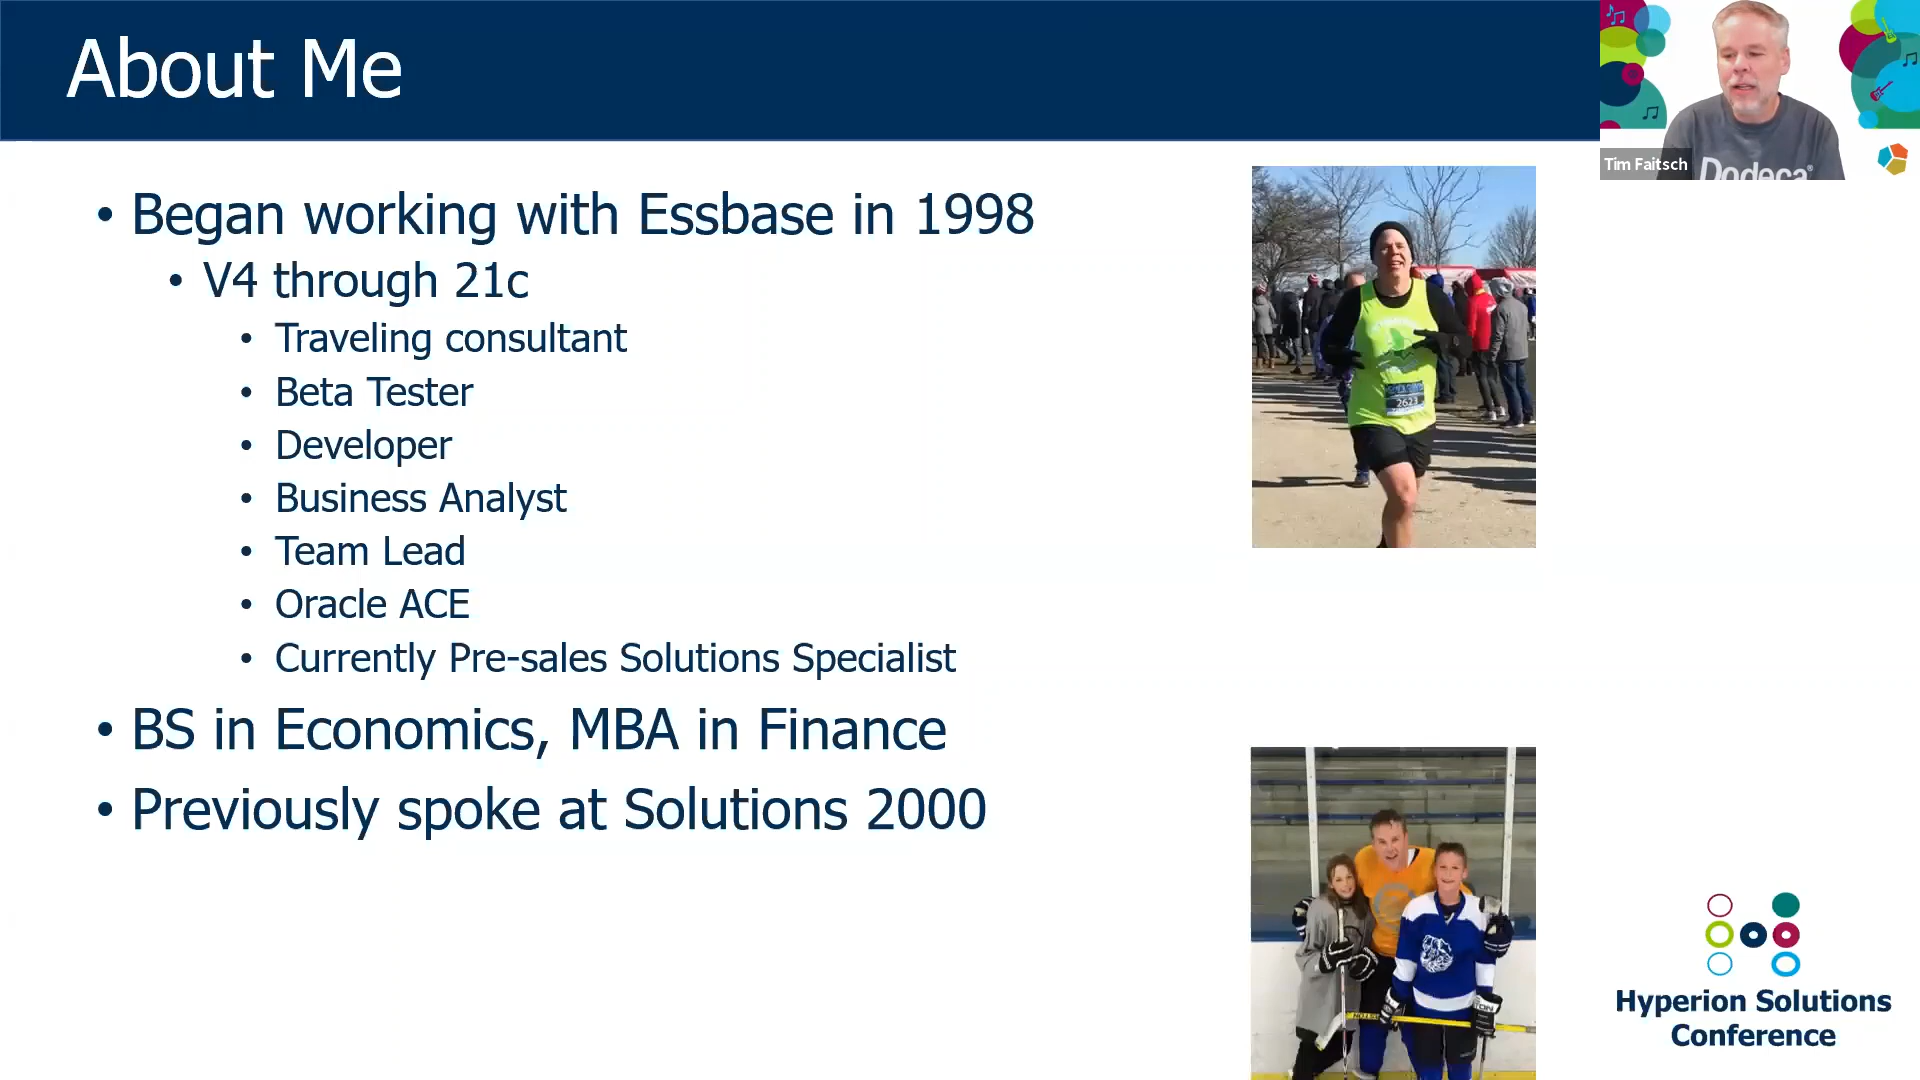 About Me
Tim Faitsch
Dodeca®
• Began working with Essbase in 1998
• V4 through 21c
• Traveling consultant
• Beta Tester
• Developer
• Business Analyst
• Team Lead
• Oracle ACE
• Currently Pre-sales Solutions Specialist
• BS in Economics, MBA in Finance
• Previously spoke at Solutions 2000
2623
Hyperion Solutions
Conference